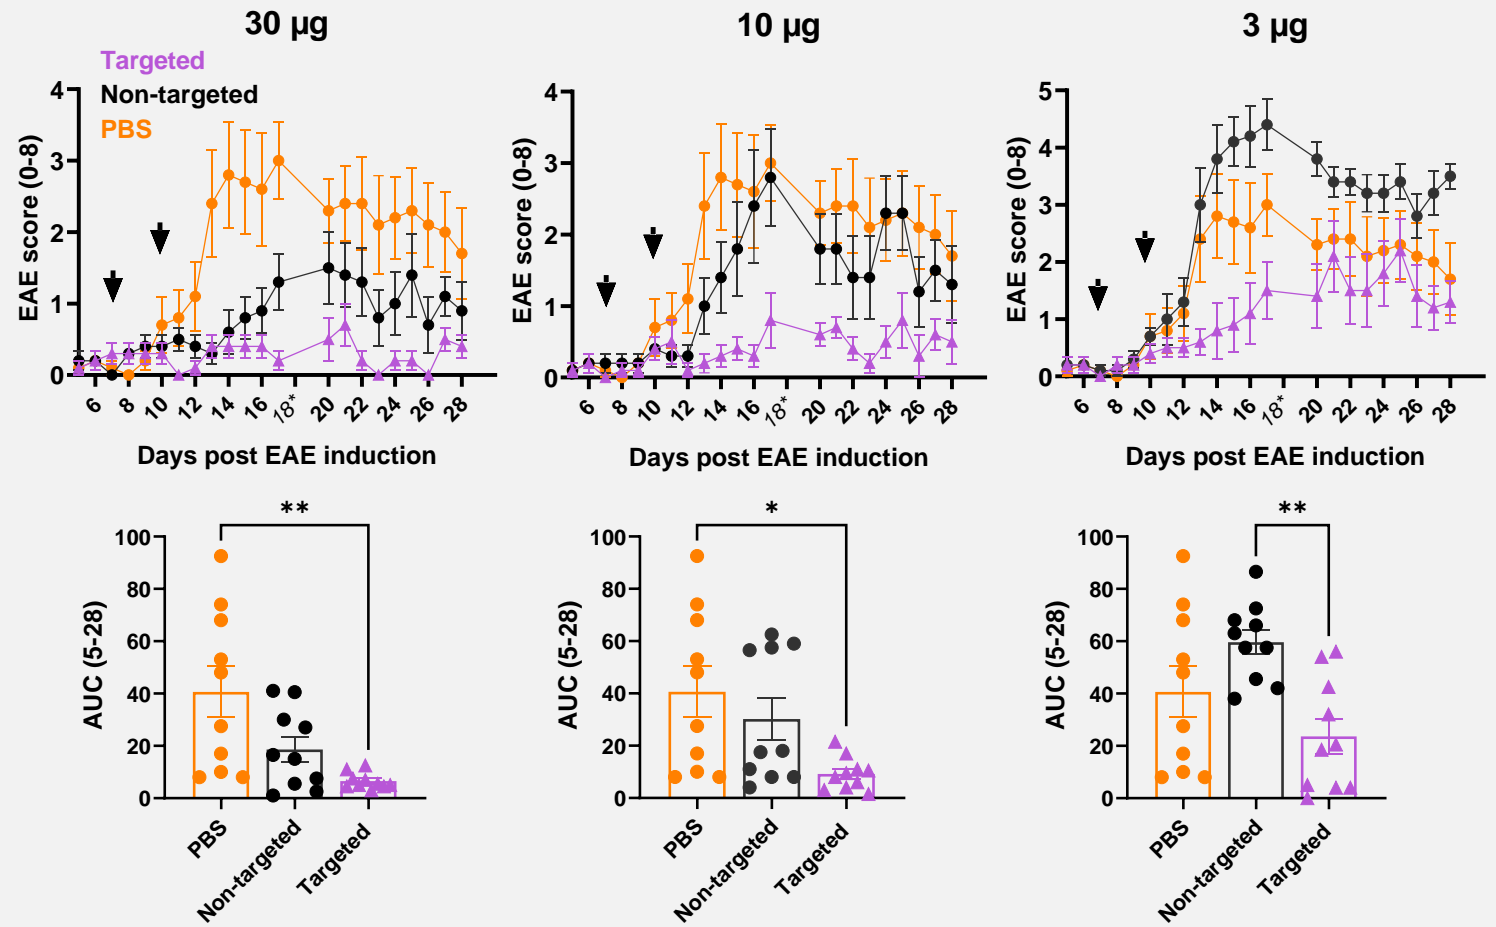 30 µg
10 µg
3 µg
Targeted
Non-targeted
PBS
EAE score (0-8)
4
3
2
1
0
6 8 10 12 14 16 18* 20 22 24 26 28
Days post EAE induction
EAE score (0-8)
4
3
2
1
0
6 8 10 12 14 16 18* 20 22 24 26 28
Days post EAE induction
EAE score (0-8)
5
4
3
2
1
0
6 8 10 12 14 16 18* 20 22 24 26 28
Days post EAE induction
**
AUC (5-28)
100
80
60
40
20
0
PBS
Non-targeted
Targeted
*
AUC (5-28)
100
80
60
40
20
0
PBS
Non-targeted
Targeted
**
AUC (5-28)
100
80
60
40
20
0
PBS
Non-targeted
Targeted